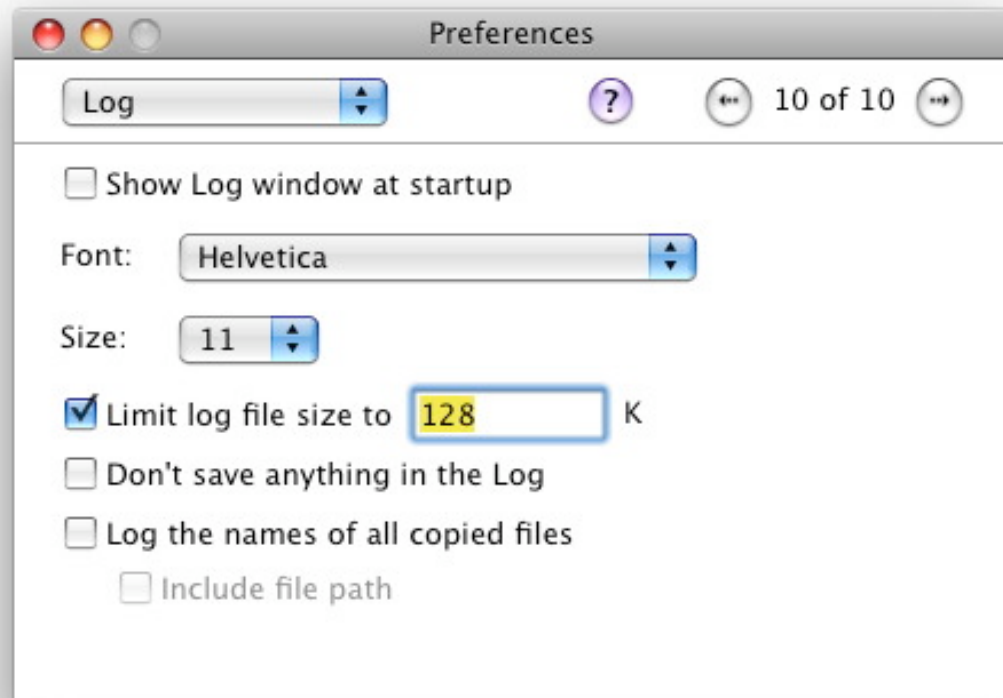 Preferences
Log ? 10 of 10
Show Log window at startup
Font: Helvetica
Size: 11
Limit log file size to 128 K
Don't save anything in the Log
Log the names of all copied files
Include file path